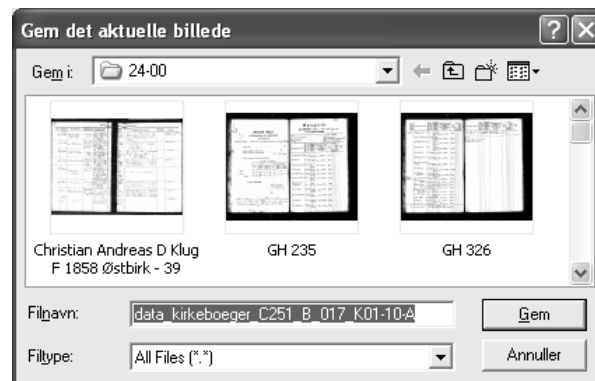 Gem det aktuelle billede
Gem i: 24-00
Christian Andreas D Klug
F 1858 Østbirk - 39
GH 235
GH 326
Filnavn: data_kirkeboeger_C251_B_017_K01-10-A
Gem
Filtype: All Files (*.*)
Annuller